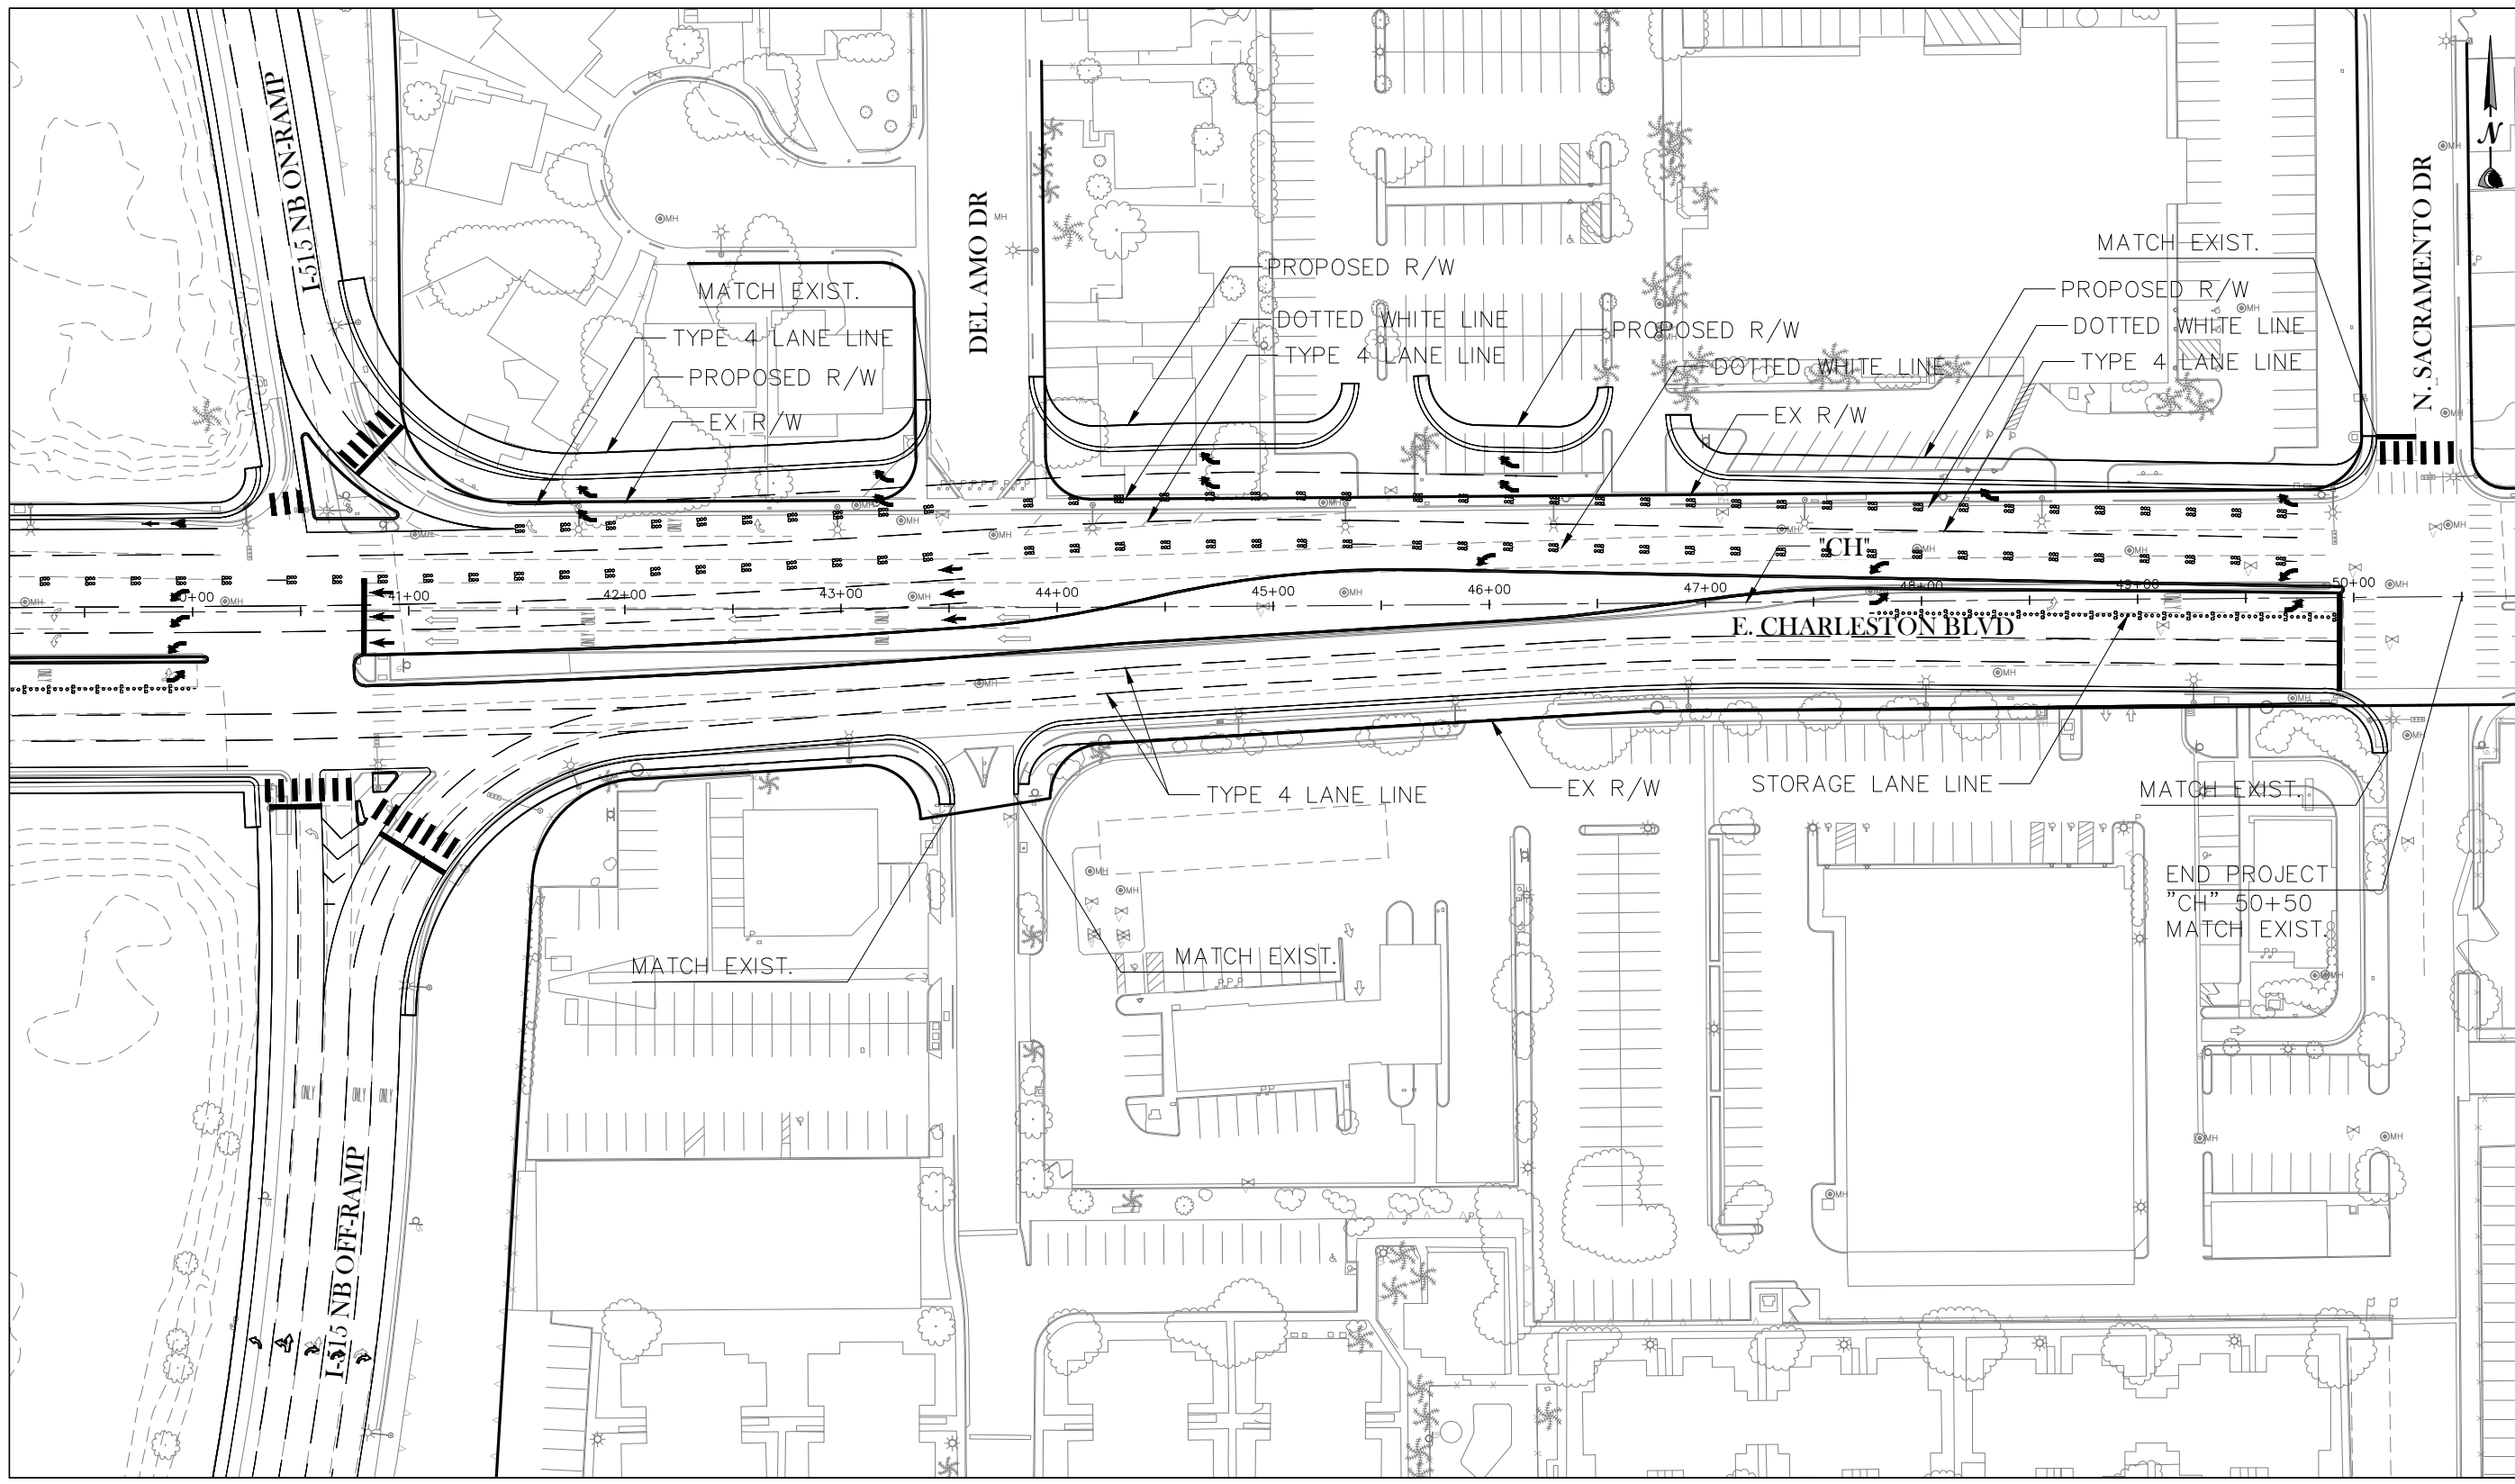 I-515 NB ON-RAMP
DEL AMO DR
N. SACRAMENTO DR
N
MH
MH
MH
MH
MATCH EXIST.
PROPOSED R/W
DOTTED WHITE LINE
TYPE 4 LANE LINE
MATCH EXIST.
TYPE 4 LANE LINE
PROPOSED R/W
EX R/W
PROPOSED R/W
DOTTED WHITE LINE
TYPE 4 LANE LINE
PROPOSED R/W
DOTTED WHITE LINE
EX R/W
"CH"
41+00
42+00
43+00
44+00
45+00
46+00
47+00
48+00
49+00
50+00
E. CHARLESTON BLVD
TYPE 4 LANE LINE
EX R/W
STORAGE LANE LINE
MATCH EXIST.
END PROJECT
"CH" 50+50
MATCH EXIST.
MATCH EXIST.
MATCH EXIST.
ONLY
ONLY
ONLY
I-515 NB OFF-RAMP